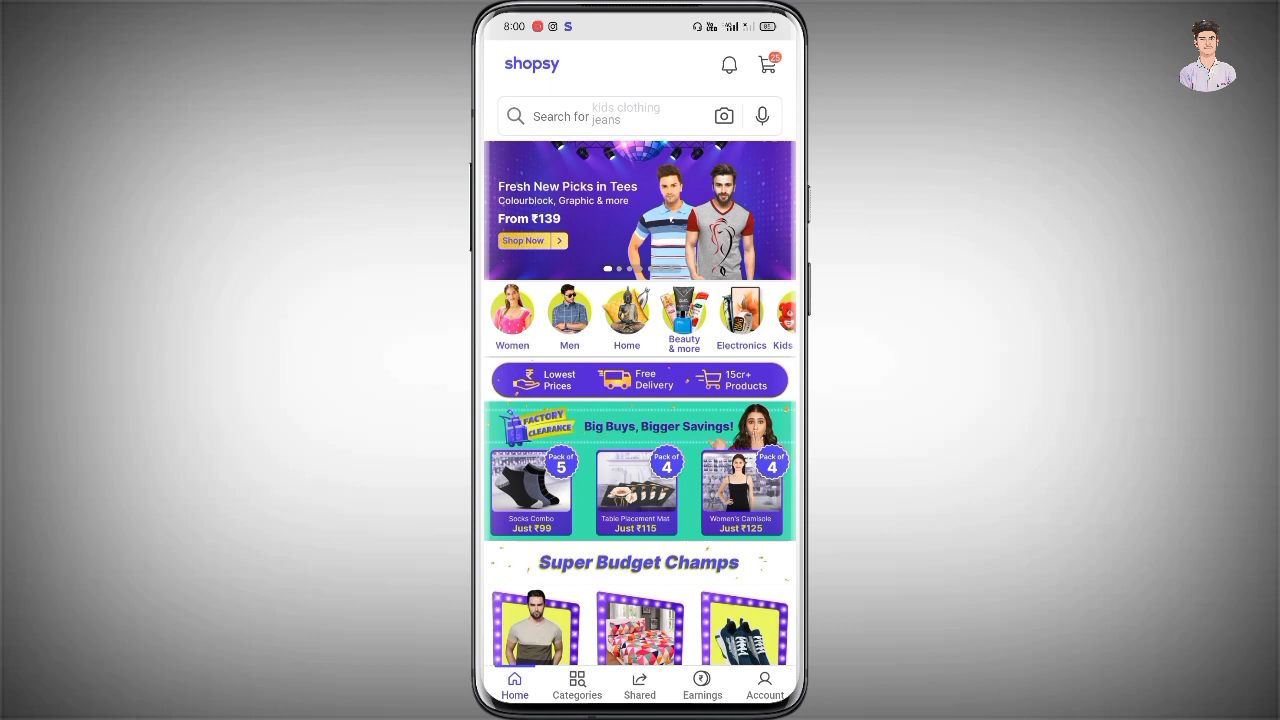 8:00
shopsy
25
Search for
kids clothing
jeans
Fresh New Picks in Tees
Colourblock, Graphic & more
From ₹139
Shop Now
Women
Men
Home
Beauty
& more
Electronics
Kids
Lowest
Prices
Free
Delivery
15cr+
Products
FACTORY
CLEARANCE
Big Buys, Bigger Savings!
Pack of
5
Pack of
4
Pack of
4
Socks Combo
Just ₹99
Table Placement Mat
Just ₹115
Women's Camisole
Just ₹125
Super Budget Champs
Home
Categories
Shared
Earnings
Account